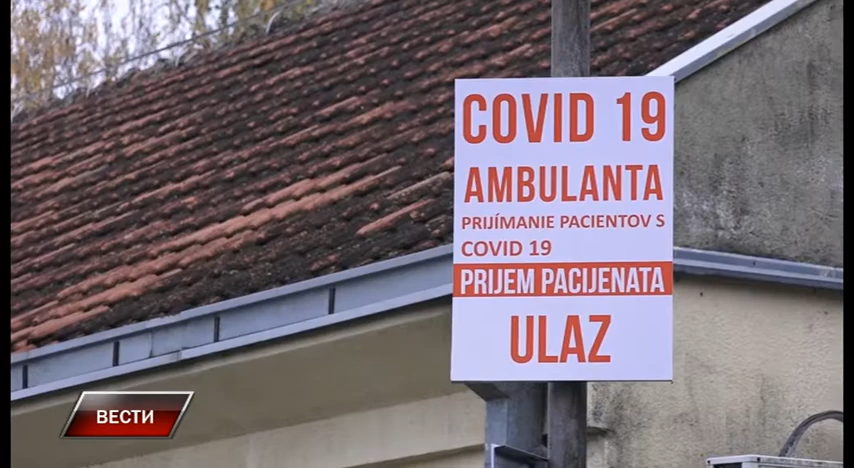 COVID 19
AMBULANTA
PRIJÍMANIE PACIENTOV S
COVID 19
PRIJEM PACIJENATA
ULAZ
ВЕСТИ